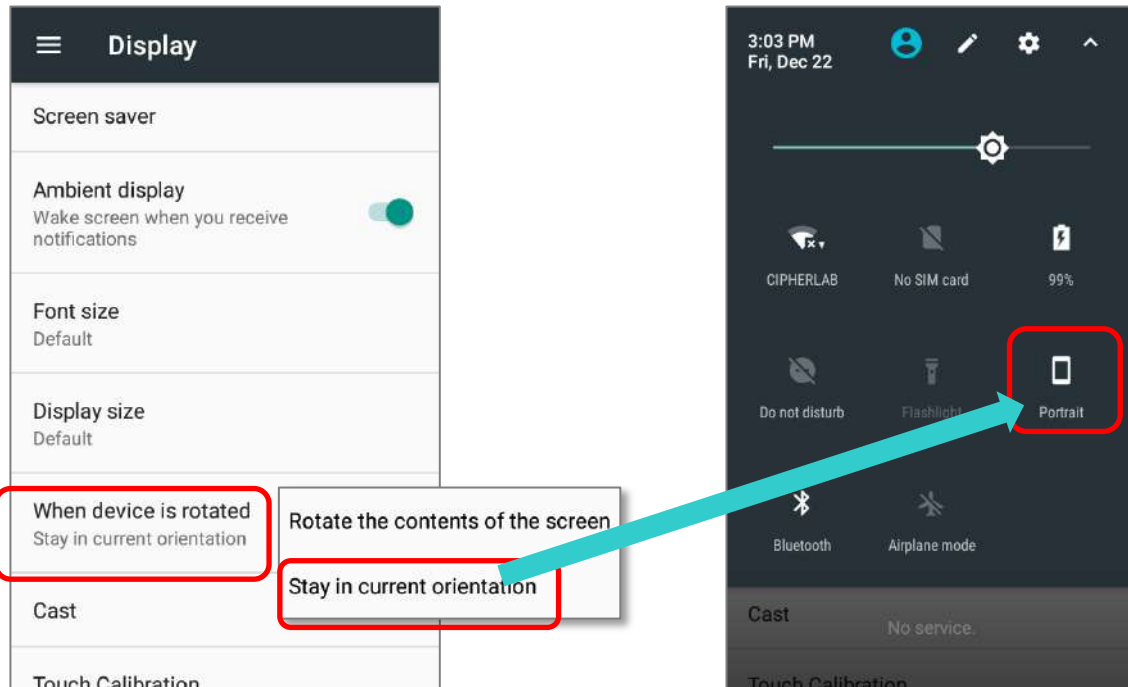 Display
Screen saver
Ambient display
Wake screen when you receive
notifications
Font size
Default
Display size
Default
When device is rotated
Stay in current orientation
Rotate the contents of the screen
Stay in current orientation
Cast
Touch Calibration
3:03 PM
Fri, Dec 22
CIPHERLAB
No SIM card
99%
Do not disturb
Flashlight
Portrait
Bluetooth
Airplane mode
Cast
No service.
Touch Calibration